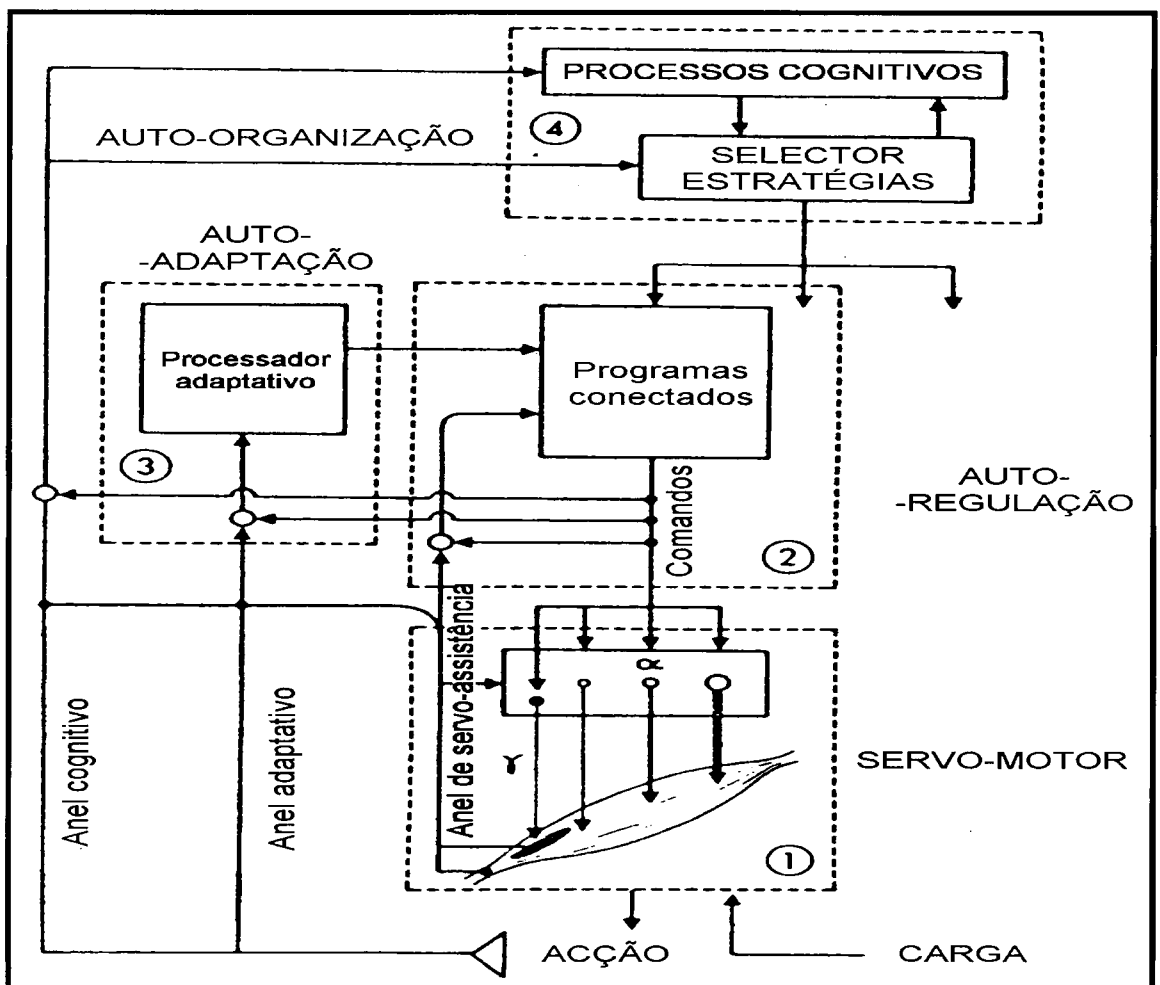 PROCESSOS COGNITIVOS
4
AUTO-ORGANIZAÇÃO
SELECTOR
ESTRATÉGIAS
AUTO-
-ADAPTAÇÃO
Processador
adaptativo
Programas
conectados
3
AUTO-
-REGULAÇÃO
Comandos
2
Anel cognitivo
Anel adaptativo
Anel de servo-assistência
α
γ
SERVO-MOTOR
1
ACÇÃO
CARGA